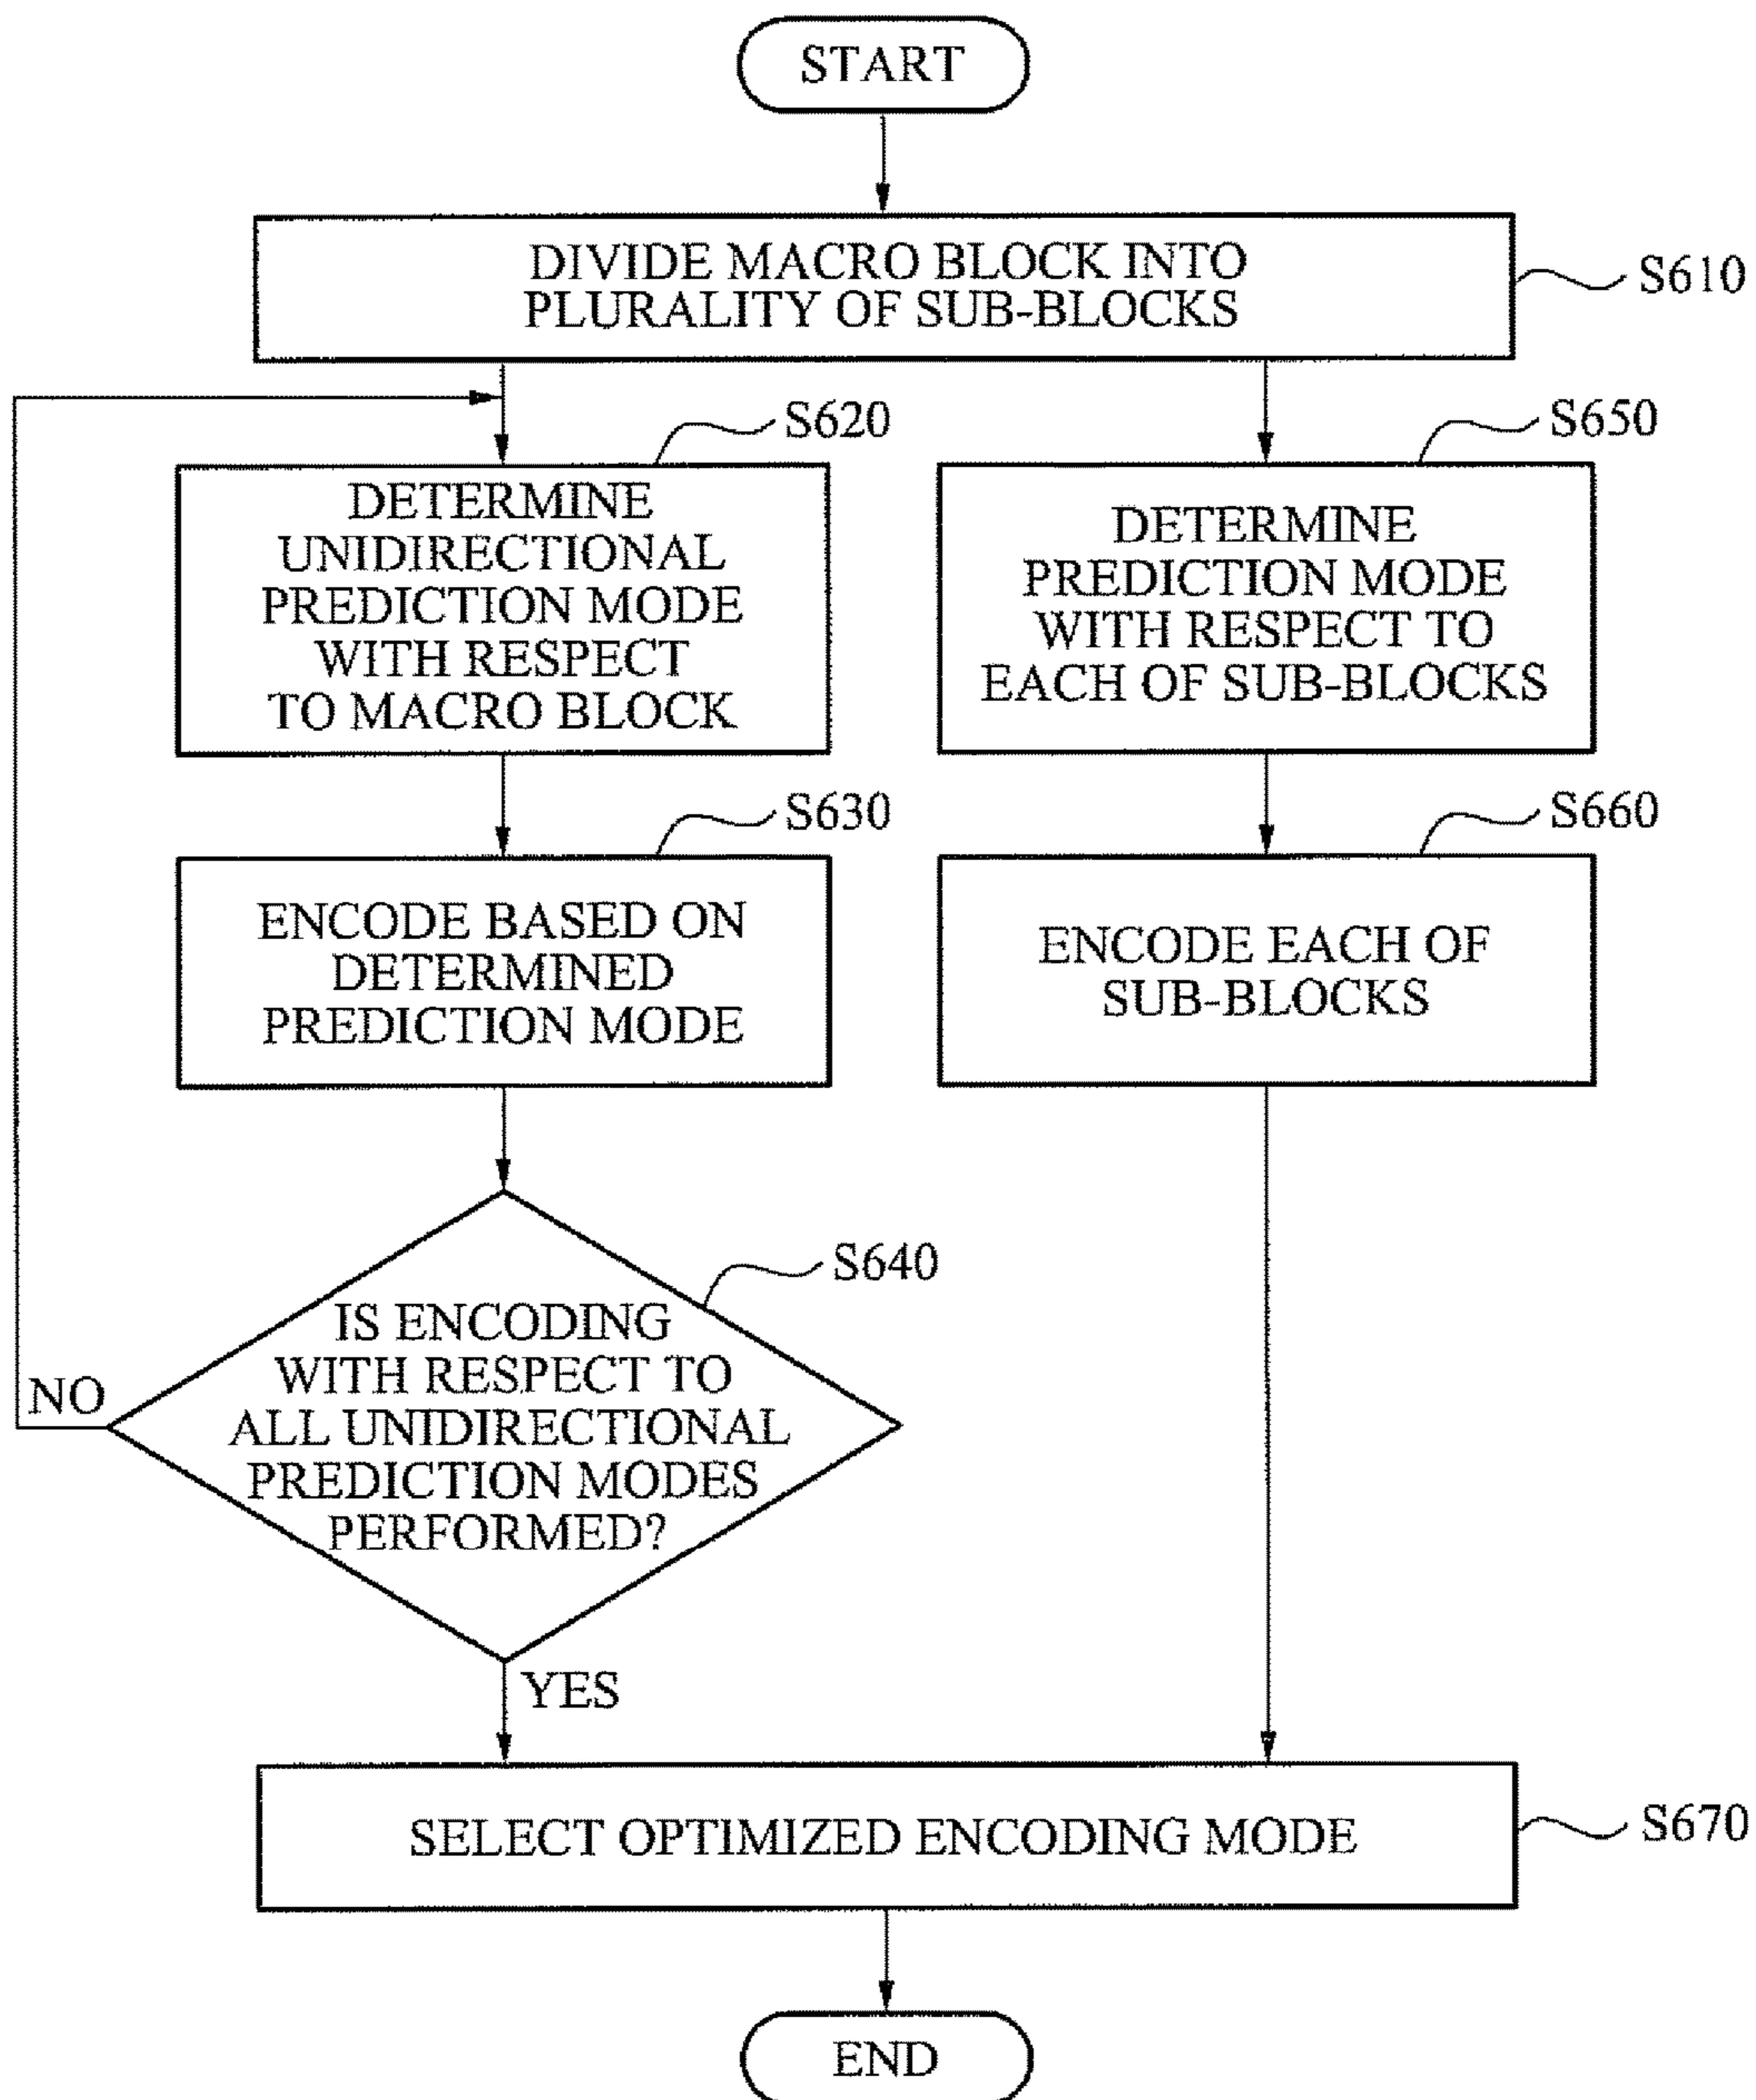 START
DIVIDE MACRO BLOCK INTO
PLURALITY OF SUB-BLOCKS
S610
S620
DETERMINE
UNIDIRECTIONAL
PREDICTION MODE
WITH RESPECT
TO MACRO BLOCK
S650
DETERMINE
PREDICTION MODE
WITH RESPECT TO
EACH OF SUB-BLOCKS
S630
ENCODE BASED ON
DETERMINED
PREDICTION MODE
S660
ENCODE EACH OF
SUB-BLOCKS
S640
IS ENCODING
WITH RESPECT TO
ALL UNIDIRECTIONAL
PREDICTION MODES
PERFORMED?
NO
YES
SELECT OPTIMIZED ENCODING MODE
S670
END